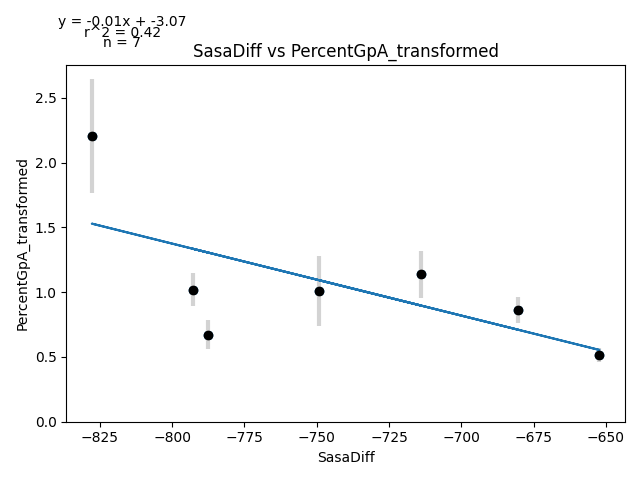 y = -0.01x + -3.07
r^2 = 0.42
n = 7
SasaDiff vs PercentGpA_transformed
PercentGpA_transformed
2.5
2.0
1.5
1.0
0.5
0.0
−825
−800
−775
−750
−725
−700
−675
−650
SasaDiff